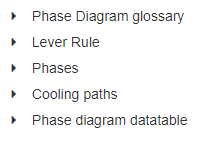 Phase Diagram glossary
Lever Rule
Phases
Cooling paths
Phase diagram datatable